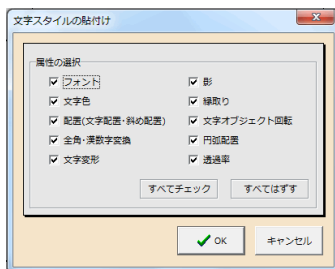 文字スタイルの貼付け
属性の選択
フォント
影
文字色
縁取り
配置(文字配置・斜め配置)
文字オブジェクト回転
全角・漢数字変換
円弧配置
文字変形
透過率
すべてチェック
すべてはずす
OK
キャンセル